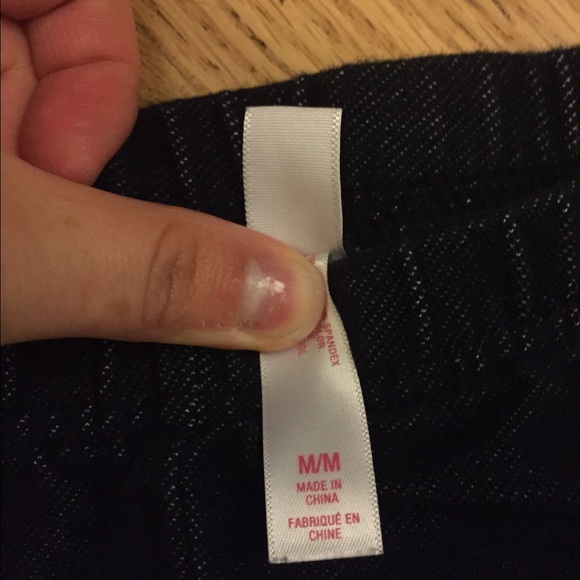 SPANDEX
M/M
MADE IN
CHINA
FABRIQUÉ EN
CHINE